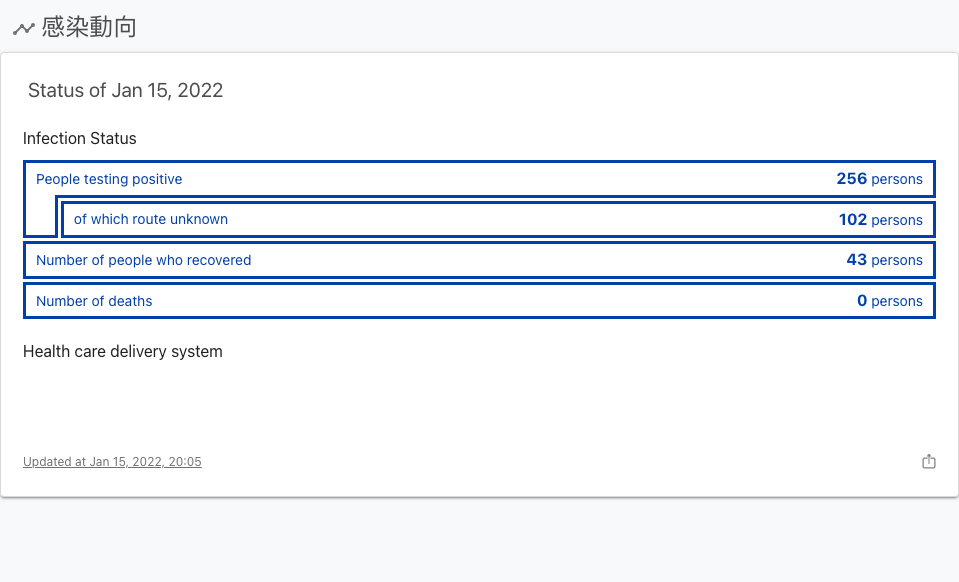 感染動向
Status of Jan 15, 2022
Infection Status
People testing positive 256 persons
of which route unknown 102 persons
Number of people who recovered 43 persons
Number of deaths 0 persons
Health care delivery system
Updated at Jan 15, 2022, 20:05